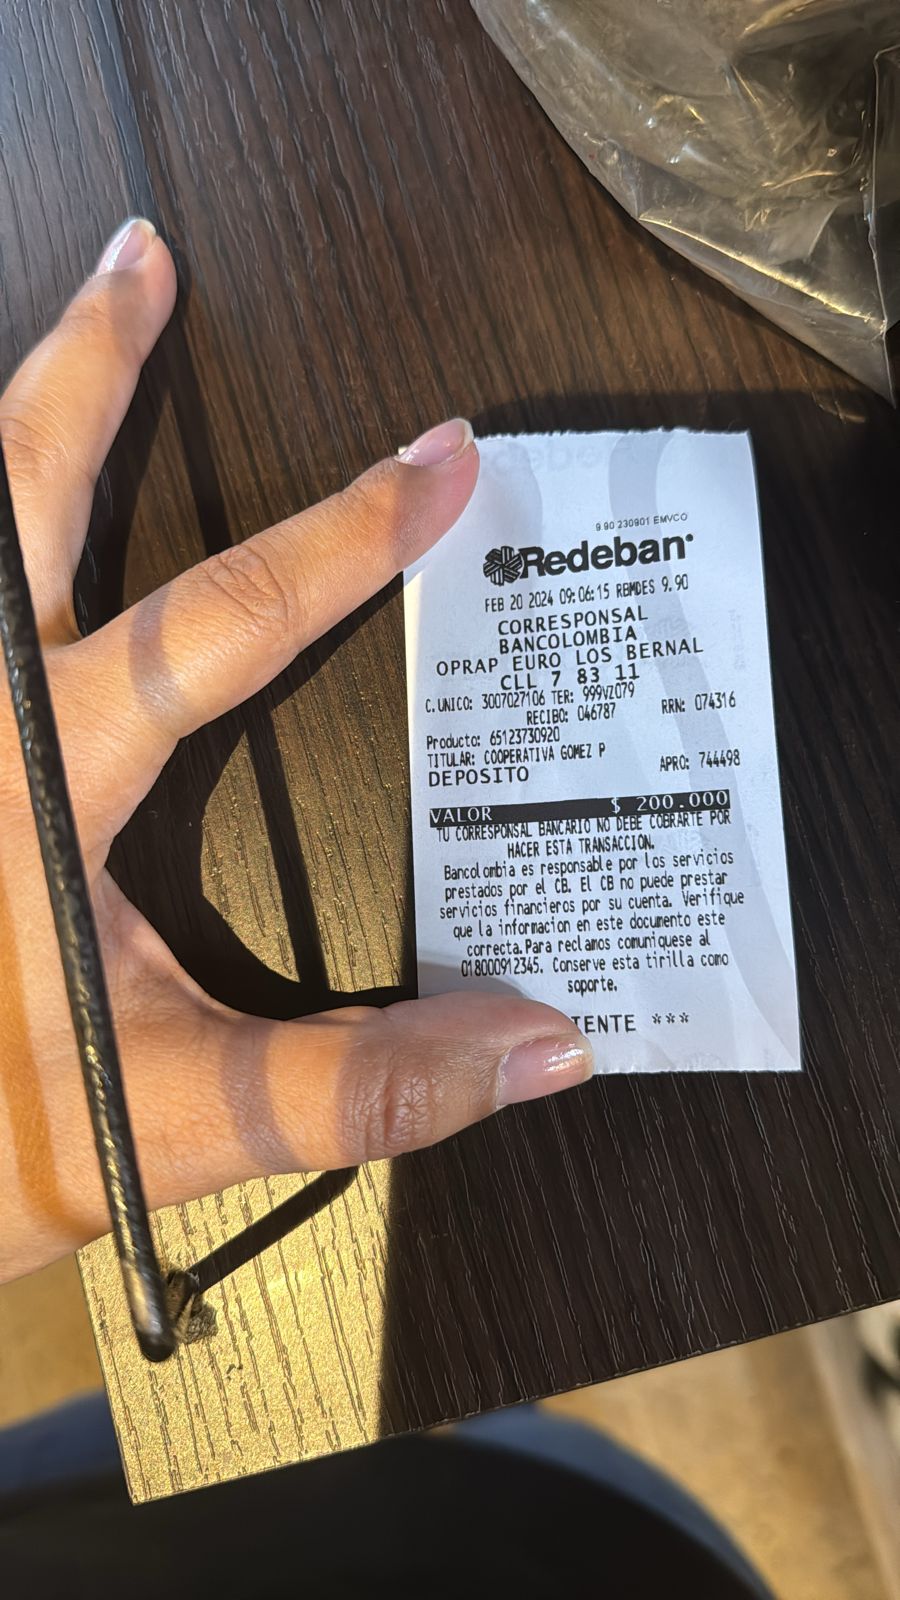 9.90 230901 EMVCO
Redeban
FEB 20 2024 09:06:15 RBMDES 9.90
CORRESPONSAL
BANCOLOMBIA
OPRAP EURO LOS BERNAL
CLL 7 83 11
C.UNICO: 3007027106 TER: 999VZ079
RECIBO: 046787 RRN: 074316
Producto: 65123730920
TITULAR: COOPERATIVA GOMEZ P
DEPOSITO APRO: 744498
VALOR $ 200.000
TU CORRESPONSAL BANCARIO NO DEBE COBRARTE POR
HACER ESTA TRANSACCION.
Bancolombia es responsable por los servicios
prestados por el CB. El CB no puede prestar
servicios financieros por su cuenta. Verifique
que la informacion en este documento este
correcta.Para reclamos comuniquese al
018000912345. Conserve esta tirilla como
soporte.
IENTE ***